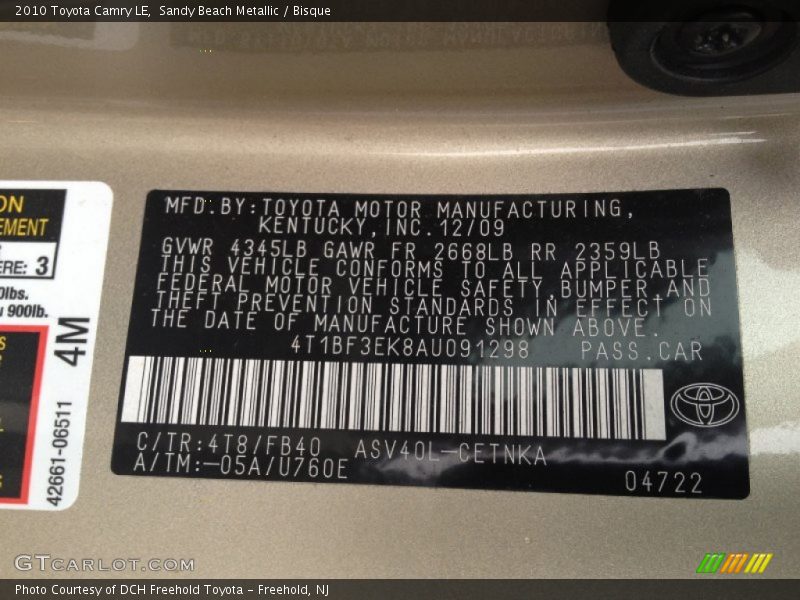 2010 Toyota Camry LE, Sandy Beach Metallic / Bisque
ON
EMENT
ERE: 3
0lbs.
900lb.
4M
42661-06511
MFD.BY:TOYOTA MOTOR MANUFACTURING,
KENTUCKY,INC.12/09
GVWR 4345LB GAWR FR 2668LB RR 2359LB
THIS VEHICLE CONFORMS TO ALL APPLICABLE
FEDERAL MOTOR VEHICLE SAFETY,BUMPER AND
THEFT PREVENTION STANDARDS IN EFFECT ON
THE DATE OF MANUFACTURE SHOWN ABOVE.
4T1BF3EK8AU091298 PASS.CAR
C/TR:4T8/FB40 ASV40L-CETNKA
A/TM:-05A/U760E
04722
GTCARLOT.COM
Photo Courtesy of DCH Freehold Toyota - Freehold, NJ